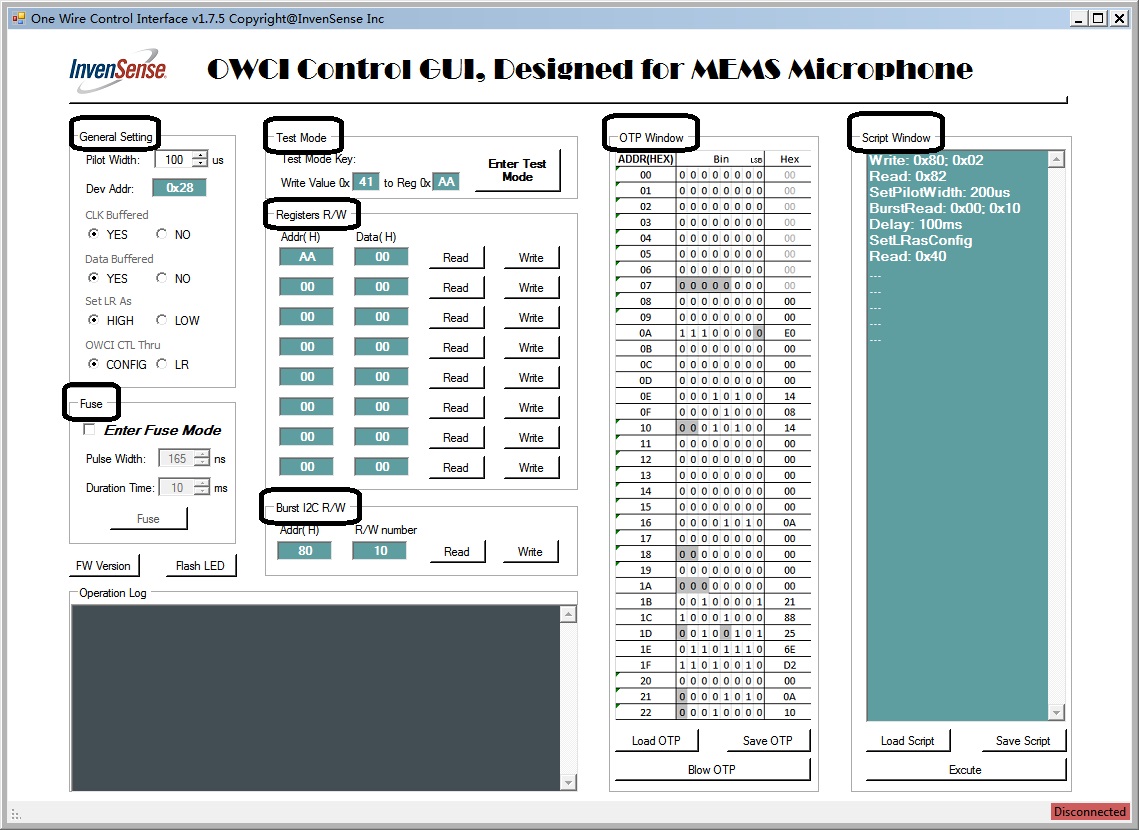 One Wire Control Interface v1.7.5 Copyright@InvenSense Inc
InvenSense
OWCI Control GUI, Designed for MEMS Microphone
General Setting
Pilot Width: 100 us
Dev Addr: 0x28
CLK Buffered
YES NO
Data Buffered
YES NO
Set LR As
HIGH LOW
OWCI CTL Thru
CONFIG LR
Fuse
Enter Fuse Mode
Pulse Width: 165 ns
Duration Time: 10 ms
Fuse
FW Version Flash LED
Test Mode
Test Mode Key:
Write Value 0x 41 to Reg 0x AA
Enter Test
Mode
Registers R/W
Addr( H) Data( H)
AA 00 Read Write
00 00 Read Write
00 00 Read Write
00 00 Read Write
00 00 Read Write
00 00 Read Write
00 00 Read Write
00 00 Read Write
Burst I2C R/W
Addr( H) R/W number
80 10 Read Write
Operation Log
OTP Window
ADDR(HEX) Bin LSB Hex
00 0 0 0 0 0 0 0 0 00
01 0 0 0 0 0 0 0 0 00
02 0 0 0 0 0 0 0 0 00
03 0 0 0 0 0 0 0 0 00
04 0 0 0 0 0 0 0 0 00
05 0 0 0 0 0 0 0 0 00
06 0 0 0 0 0 0 0 0 00
07 0 0 0 0 0 0 0 0 00
08 0 0 0 0 0 0 0 0 00
09 0 0 0 0 0 0 0 0 00
0A 1 1 1 0 0 0 0 0 E0
0B 0 0 0 0 0 0 0 0 00
0C 0 0 0 0 0 0 0 0 00
0D 0 0 0 0 0 0 0 0 00
0E 0 0 0 1 0 1 0 0 14
0F 0 0 0 0 1 0 0 0 08
10 0 0 0 1 0 1 0 0 14
11 0 0 0 0 0 0 0 0 00
12 0 0 0 0 0 0 0 0 00
13 0 0 0 0 0 0 0 0 00
14 0 0 0 0 0 0 0 0 00
15 0 0 0 0 0 0 0 0 00
16 0 0 0 0 1 0 1 0 0A
17 0 0 0 0 0 0 0 0 00
18 0 0 0 0 0 0 0 0 00
19 0 0 0 0 0 0 0 0 00
1A 0 0 0 0 0 0 0 0 00
1B 0 0 1 0 0 0 0 1 21
1C 1 0 0 0 1 0 0 0 88
1D 0 0 1 0 0 1 0 1 25
1E 0 1 1 0 1 1 1 0 6E
1F 1 1 0 1 0 0 1 0 D2
20 0 0 0 0 0 0 0 0 00
21 0 0 0 0 1 0 1 0 0A
22 0 0 0 1 0 0 0 0 10
Load OTP Save OTP
Blow OTP
Script Window
Write: 0x80; 0x02
Read: 0x82
SetPilotWidth: 200us
BurstRead: 0x00; 0x10
Delay: 100ms
SetLRasConfig
Read: 0x40
---
---
---
---
---
Load Script Save Script
Excute
Disconnected